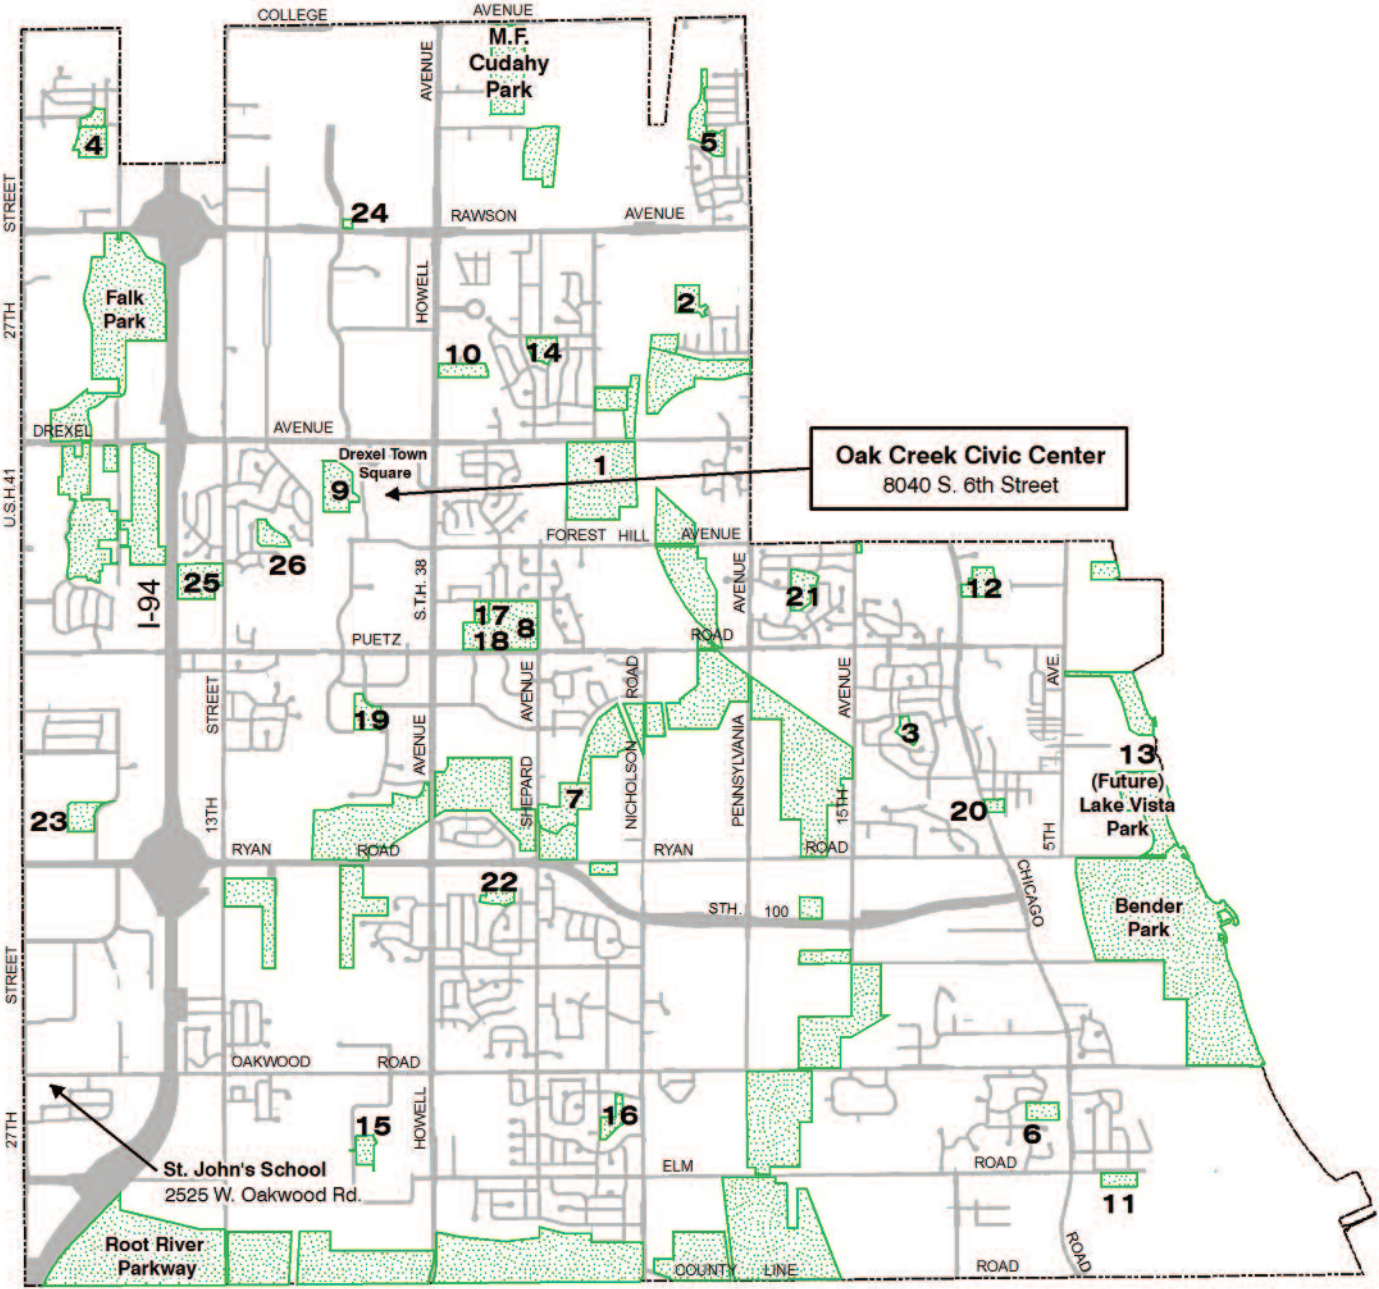 COLLEGE
AVENUE
M.F.
Cudahy
Park
AVENUE
4
5
STREET
24
RAWSON
AVENUE
Falk
Park
27TH
HOWELL
2
10
14
DREXEL
AVENUE
Drexel Town
Square
1
9
Oak Creek Civic Center
8040 S. 6th Street
U.S.H.41
FOREST HILL AVENUE
26
25
I-94
S.T.H. 38
AVENUE
21
12
17
18
8
PUETZ
ROAD
STREET
AVENUE
ROAD
AVENUE
AVE.
19
AVENUE
3
13
(Future)
Lake Vista
Park
PENNSYLVANIA
NICHOLSON
SHEPARD
7
23
13TH
15TH
20
5TH
RYAN
ROAD
RYAN
ROAD
22
CHICAGO
STH. 100
Bender
Park
STREET
OAKWOOD
ROAD
27TH
HOWELL
15
16
6
St. John's School
2525 W. Oakwood Rd.
ELM
ROAD
11
Root River
Parkway
COUNTY LINE
ROAD
ROAD